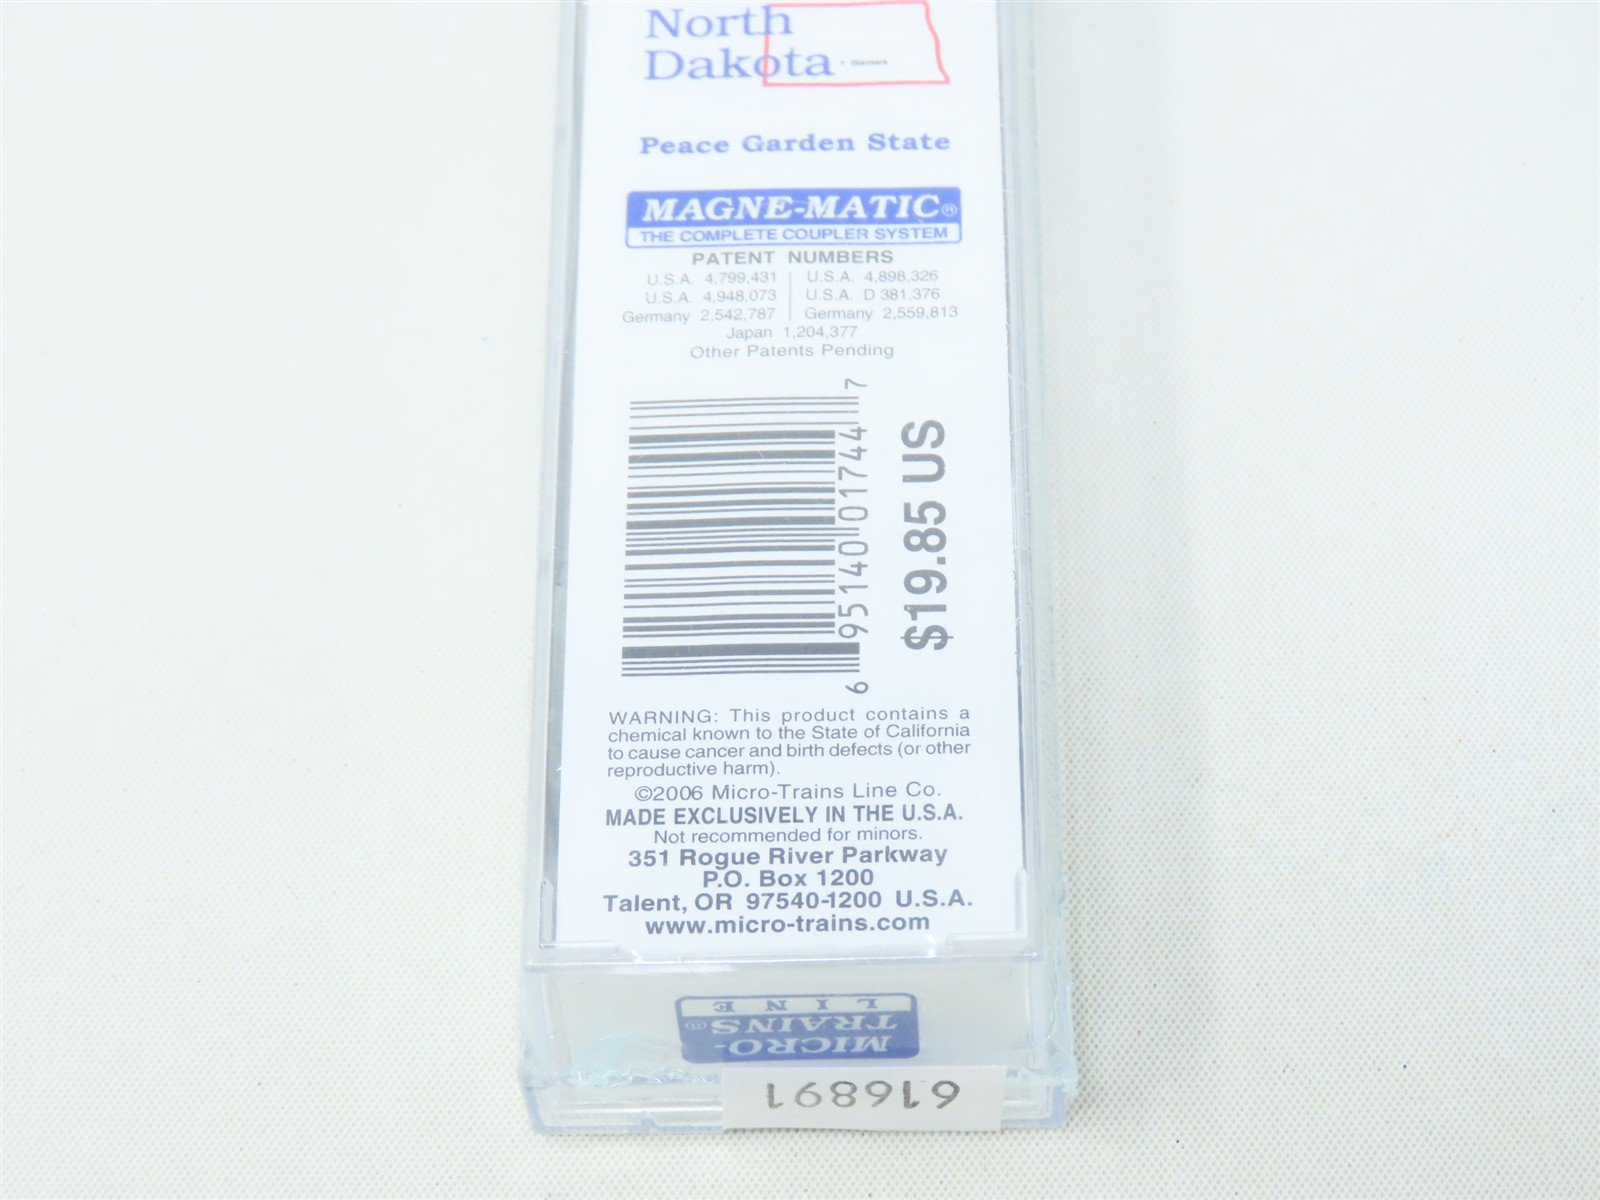 North
Dakota
• Bismark
Peace Garden State
MAGNE-MATIC®
THE COMPLETE COUPLER SYSTEM
PATENT NUMBERS
U.S.A. 4,799,431 U.S.A. 4,898,326
U.S.A. 4,948,073 U.S.A. D 381,376
Germany 2,542,787 Germany 2,559,813
Japan 1,204,377
Other Patents Pending
6 95140 01744 7
$19.85 US
WARNING: This product contains a
chemical known to the State of California
to cause cancer and birth defects (or other
reproductive harm).
©2006 Micro-Trains Line Co.
MADE EXCLUSIVELY IN THE U.S.A.
Not recommended for minors.
351 Rogue River Parkway
P.O. Box 1200
Talent, OR 97540-1200 U.S.A.
www.micro-trains.com
MICRO-
TRAINS®
LINE
616891